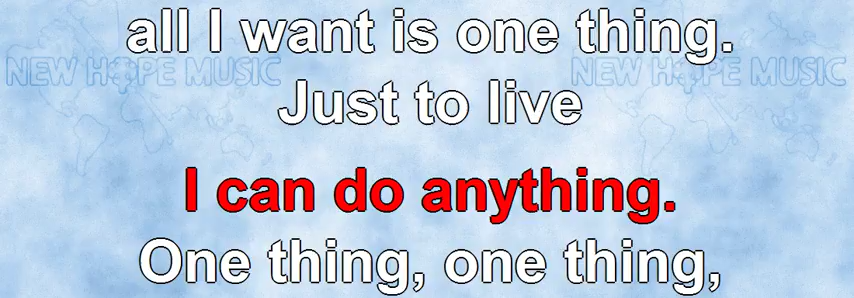 all I want is one thing.
NEW HOPE MUSIC NEW HOPE MUSIC
Just to live
I can do anything.
One thing, one thing,